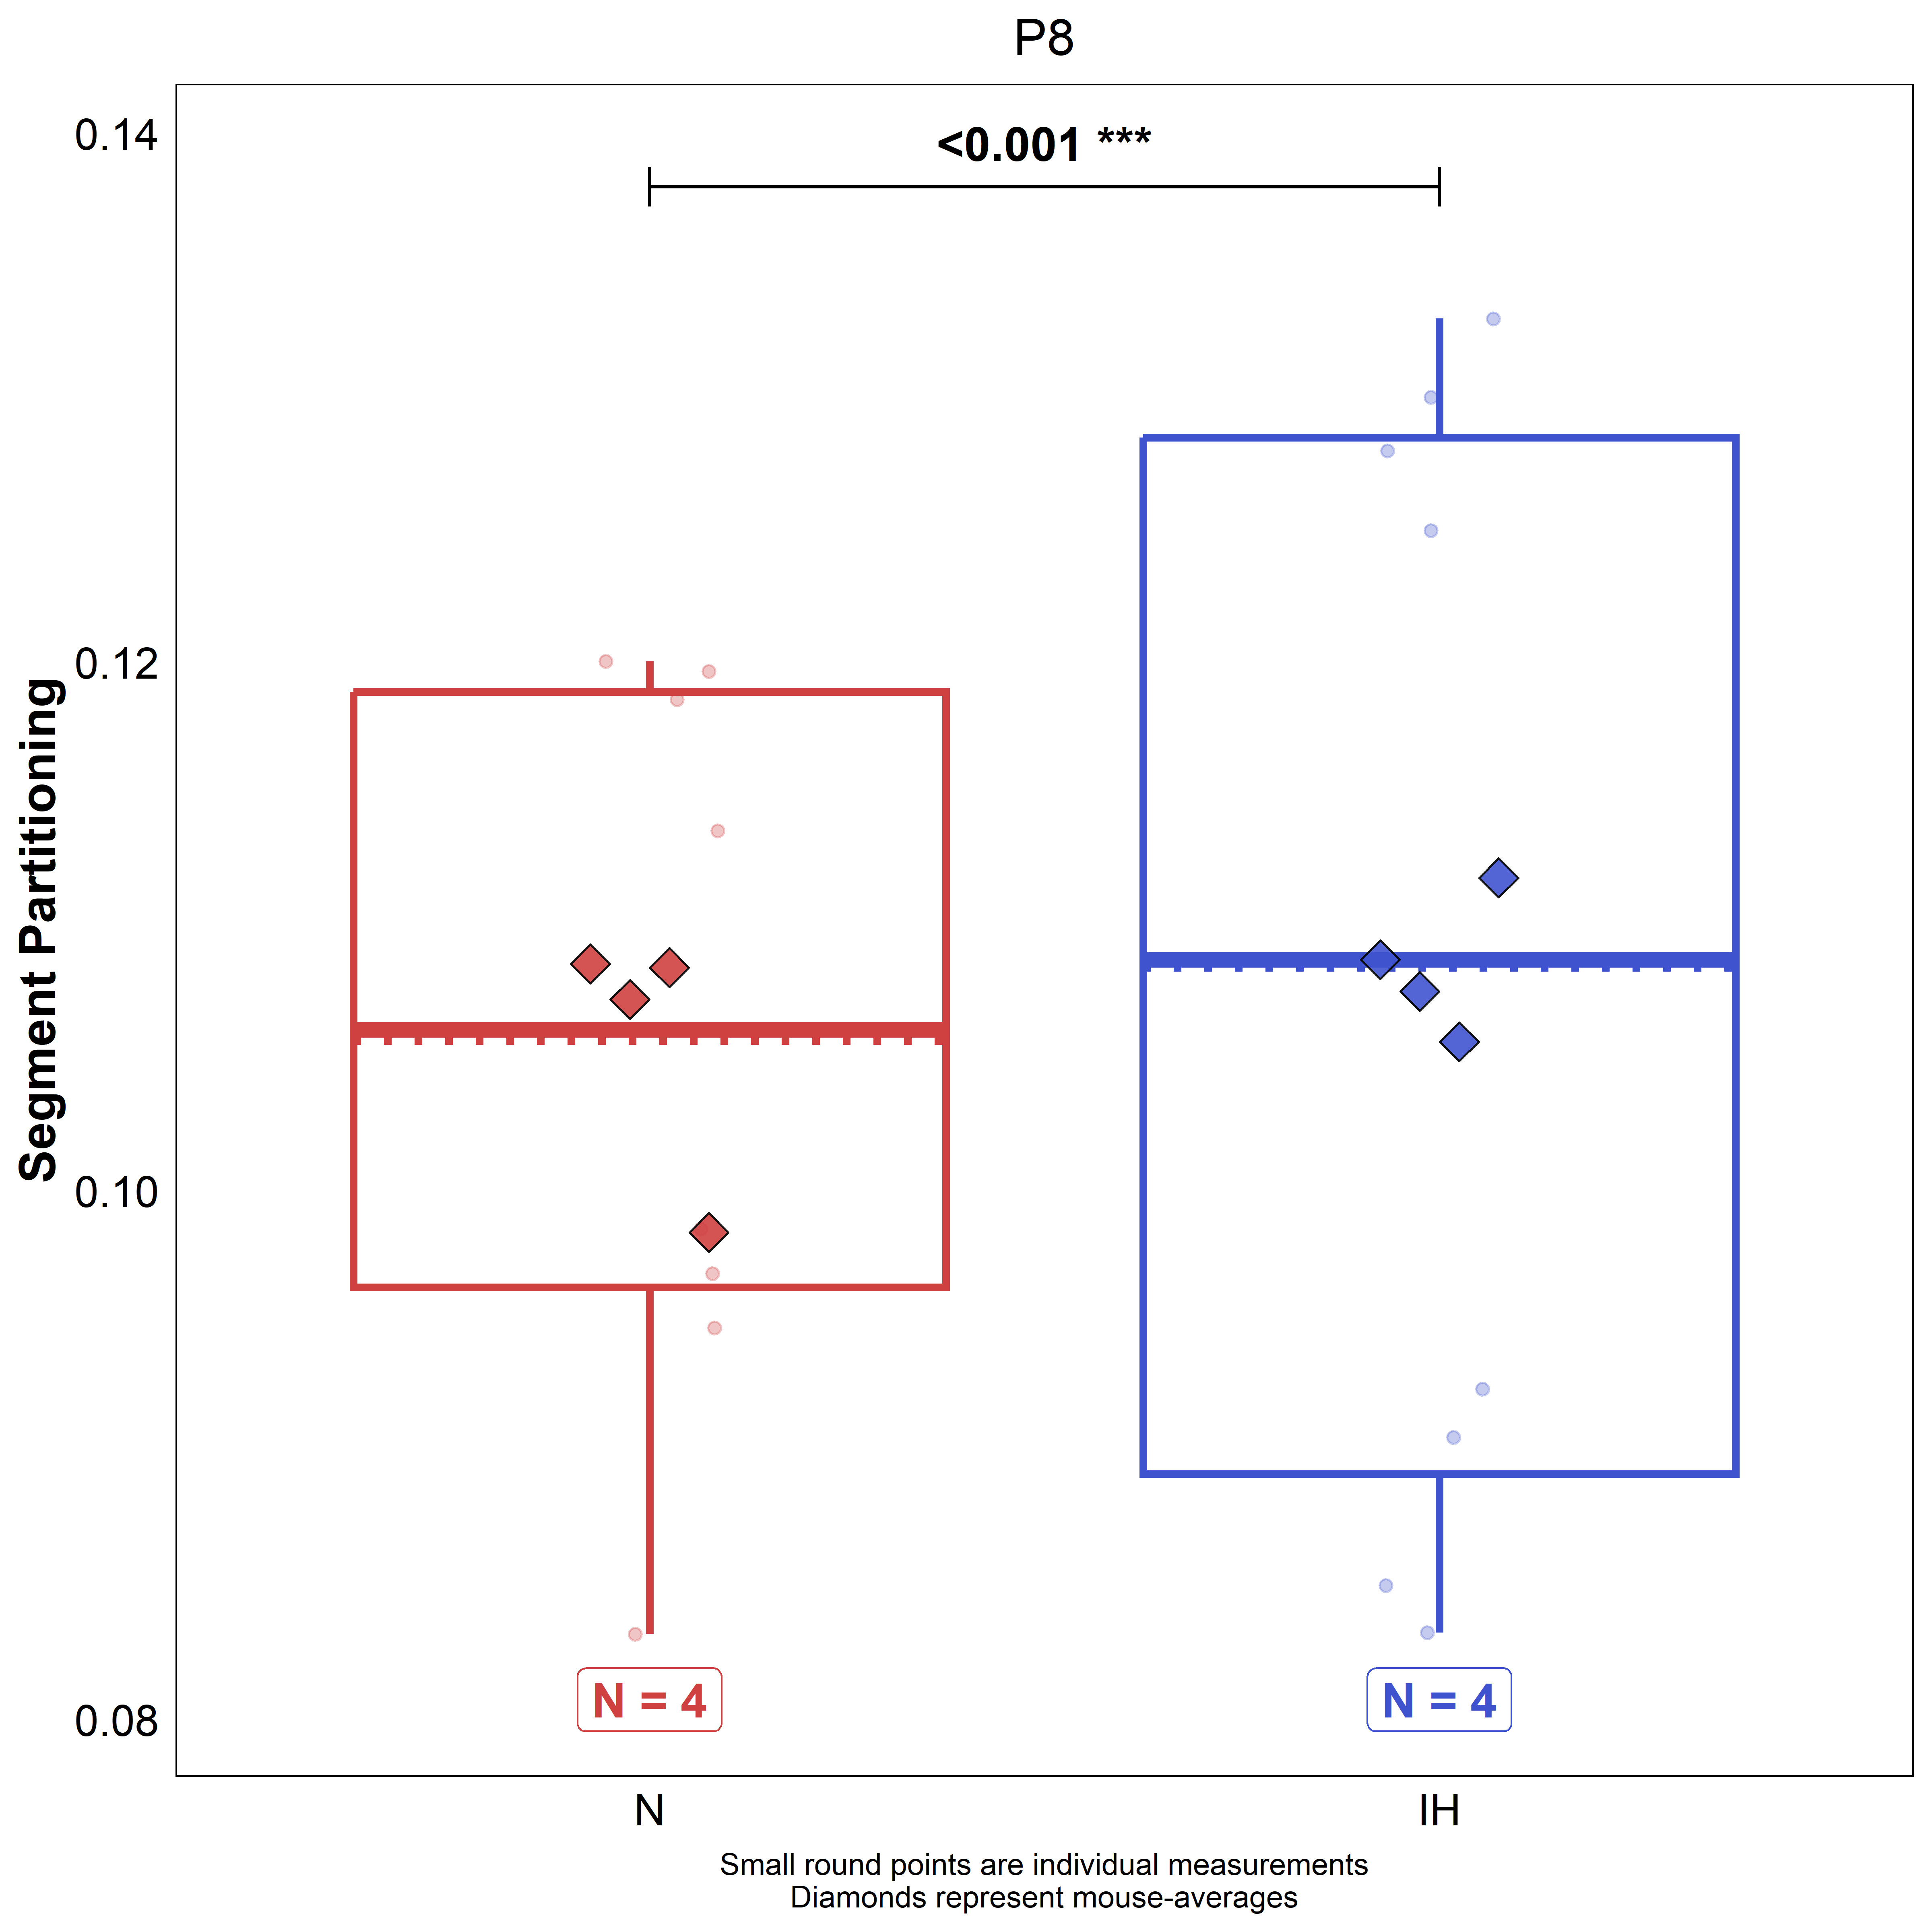 P8
0.14
<0.001 ***
0.12
Segment Partitioning
0.10
0.08
N = 4
N = 4
N
IH
Small round points are individual measurements
Diamonds represent mouse-averages